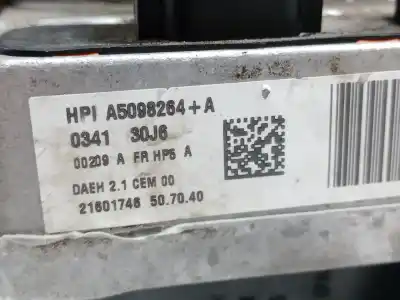 HPI A5098264+A
0341 30J6
00209 A FR HP5 A
DAEH 2.1 CEM 00
21601746 50.70.40